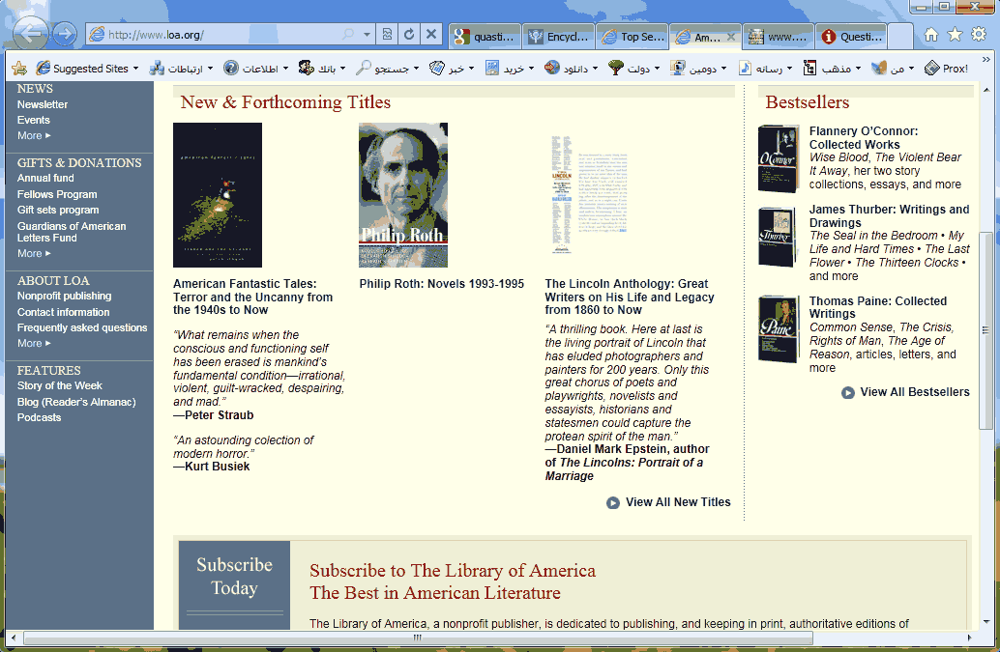 http://www.loa.org/
quasti...
Encycl...
Top Se...
Am...
www....
Questi...
Suggested Sites
ارتباطات
اطلاعات
بانك
جستجو
خبر
خريد
دانلود
دولت
دومين
رسانه
مذهب
من
Prox!
NEWS
Newsletter
Events
More
GIFTS & DONATIONS
Annual fund
Fellows Program
Gift sets program
Guardians of American
Letters Fund
More
ABOUT LOA
Nonprofit publishing
Contact information
Frequently asked questions
More
FEATURES
Story of the Week
Blog (Reader's Almanac)
Podcasts
New & Forthcoming Titles
Philip Roth
LINCOLN
American Fantastic Tales:
Terror and the Uncanny from
the 1940s to Now
“What remains when the
conscious and functioning self
has been erased is mankind’s
fundamental condition—irrational,
violent, guilt-wracked, despairing,
and mad.”
—Peter Straub
“An astounding colection of
modern horror.”
—Kurt Busiek
Philip Roth: Novels 1993-1995
The Lincoln Anthology: Great
Writers on His Life and Legacy
from 1860 to Now
“A thrilling book. Here at last is
the living portrait of Lincoln that
has eluded photographers and
painters for 200 years. Only this
great chorus of poets and
playwrights, novelists and
essayists, historians and
statesmen could capture the
protean spirit of the man.”
—Daniel Mark Epstein, author
of The Lincolns: Portrait of a
Marriage
View All New Titles
Bestsellers
O'Connor
Flannery O’Connor:
Collected Works
Wise Blood, The Violent Bear
It Away, her two story
collections, essays, and more
Thurber
James Thurber: Writings and
Drawings
The Seal in the Bedroom • My
Life and Hard Times • The Last
Flower • The Thirteen Clocks •
and more
Paine
Thomas Paine: Collected
Writings
Common Sense, The Crisis,
Rights of Man, The Age of
Reason, articles, letters, and
more
View All Bestsellers
Subscribe
Today
Subscribe to The Library of America
The Best in American Literature
The Library of America, a nonprofit publisher, is dedicated to publishing, and keeping in print, authoritative editions of